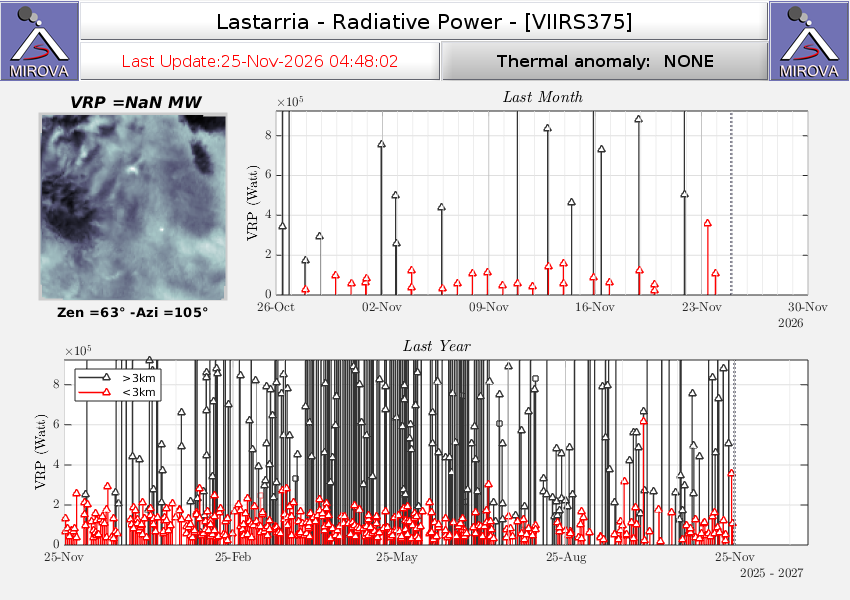 Lastarria - Radiative Power - [VIIRS375]
MIROVA
Last Update:25-Nov-2026 04:48:02
Thermal anomaly: NONE
MIROVA
VRP =NaN MW
Zen =63° -Azi =105°
Last Month
×10⁵
VRP (Watt)
8
6
4
2
0
26-Oct 02-Nov 09-Nov 16-Nov 23-Nov 30-Nov
2026
Last Year
×10⁵
VRP (Watt)
8
6
4
2
0
>3km
<3km
25-Nov 25-Feb 25-May 25-Aug 25-Nov
2025 - 2027